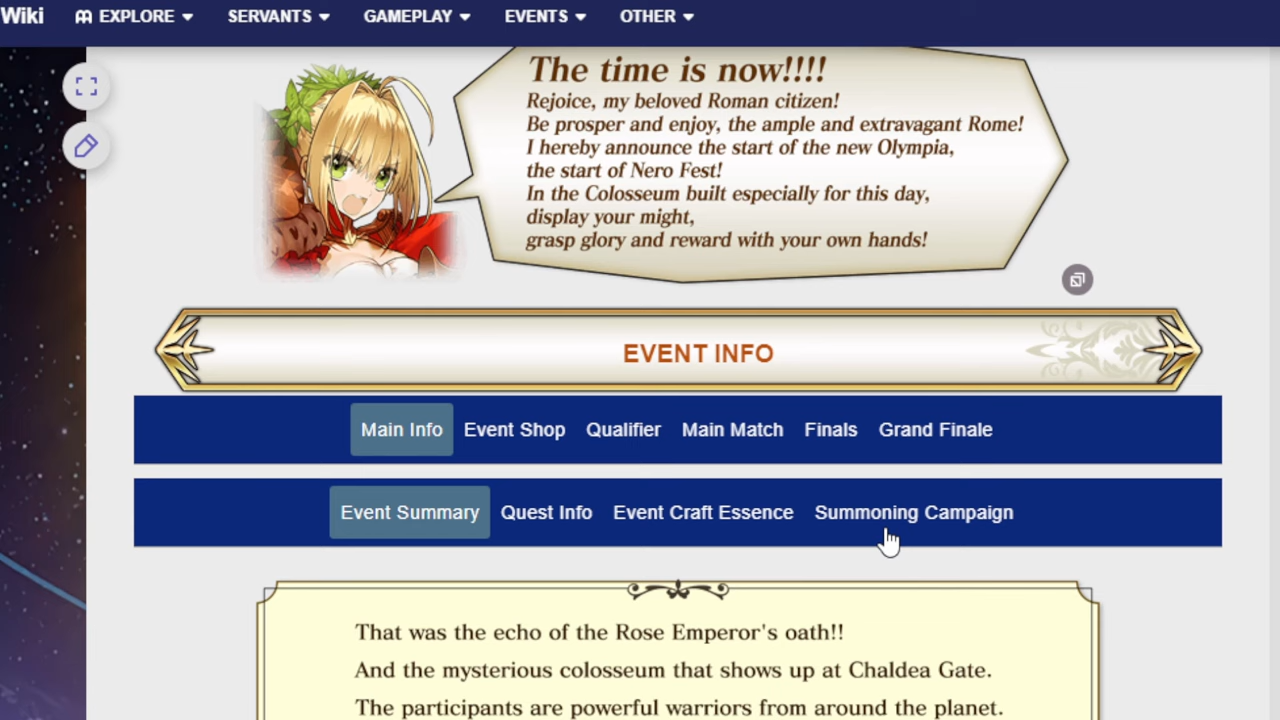 Wiki EXPLORE SERVANTS GAMEPLAY EVENTS OTHER
The time is now!!!!
Rejoice, my beloved Roman citizen!
Be prosper and enjoy, the ample and extravagant Rome!
I hereby announce the start of the new Olympia,
the start of Nero Fest!
In the Colosseum built especially for this day,
display your might,
grasp glory and reward with your own hands!
EVENT INFO
Main Info Event Shop Qualifier Main Match Finals Grand Finale
Event Summary Quest Info Event Craft Essence Summoning Campaign
That was the echo of the Rose Emperor's oath!!
And the mysterious colosseum that shows up at Chaldea Gate.
The participants are powerful warriors from around the planet.